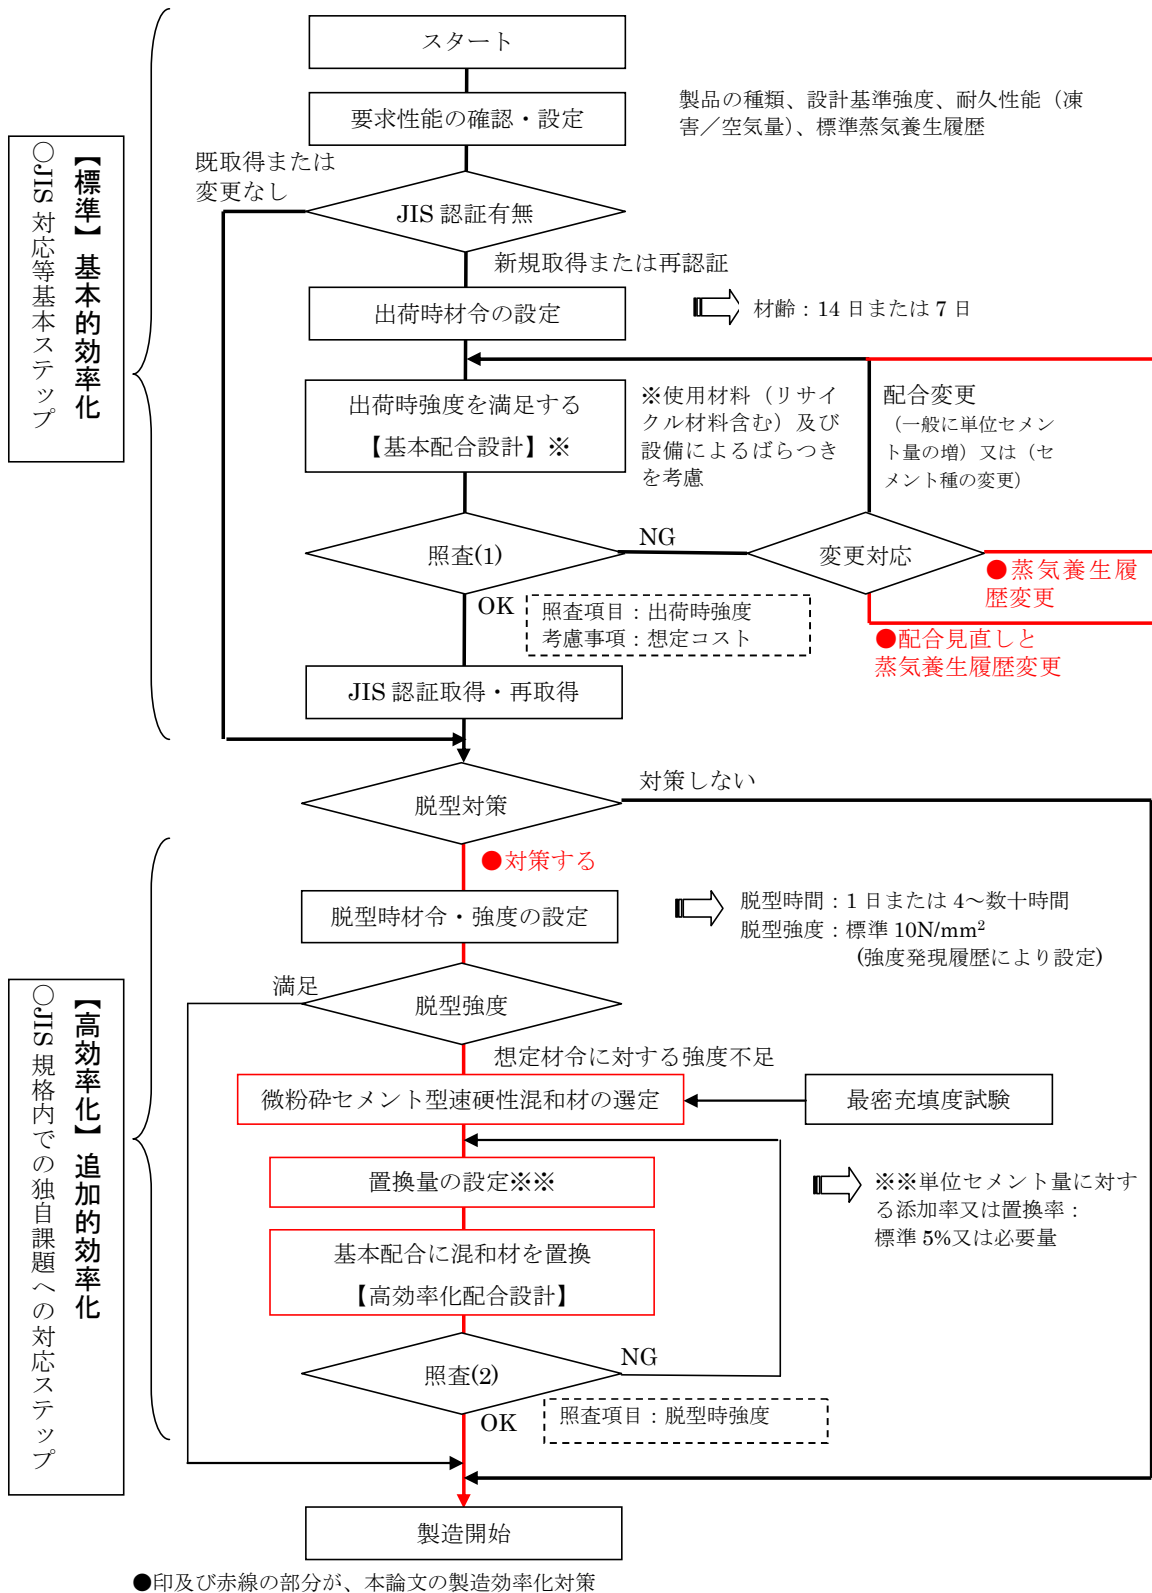 スタート
要求性能の確認・設定
製品の種類、設計基準強度、耐久性能（凍
害／空気量）、標準蒸気養生履歴
【標準】基本的効率化
○JIS 対応等基本ステップ
既取得または
変更なし
JIS 認証有無
新規取得または再認証
出荷時材令の設定
材齢：14 日または 7 日
出荷時強度を満足する
【基本配合設計】※
※使用材料（リサイ
クル材料含む）及び
設備によるばらつき
を考慮
配合変更
（一般に単位セメン
ト量の増）又は（セ
メント種の変更）
照査(1)
NG
変更対応
●蒸気養生履
歴変更
OK
照査項目：出荷時強度
考慮事項：想定コスト
●配合見直しと
蒸気養生履歴変更
JIS 認証取得・再取得
脱型対策
対策しない
●対策する
脱型時材令・強度の設定
脱型時間：1 日または 4～数十時間
脱型強度：標準 10N/mm²
(強度発現履歴により設定)
【高効率化】追加的効率化
○JIS 規格内での独自課題への対応ステップ
満足
脱型強度
想定材令に対する強度不足
微粉砕セメント型速硬性混和材の選定
最密充填度試験
置換量の設定※※
※※単位セメント量に対す
る添加率又は置換率：
標準 5%又は必要量
基本配合に混和材を置換
【高効率化配合設計】
照査(2)
NG
OK
照査項目：脱型時強度
製造開始
●印及び赤線の部分が、本論文の製造効率化対策